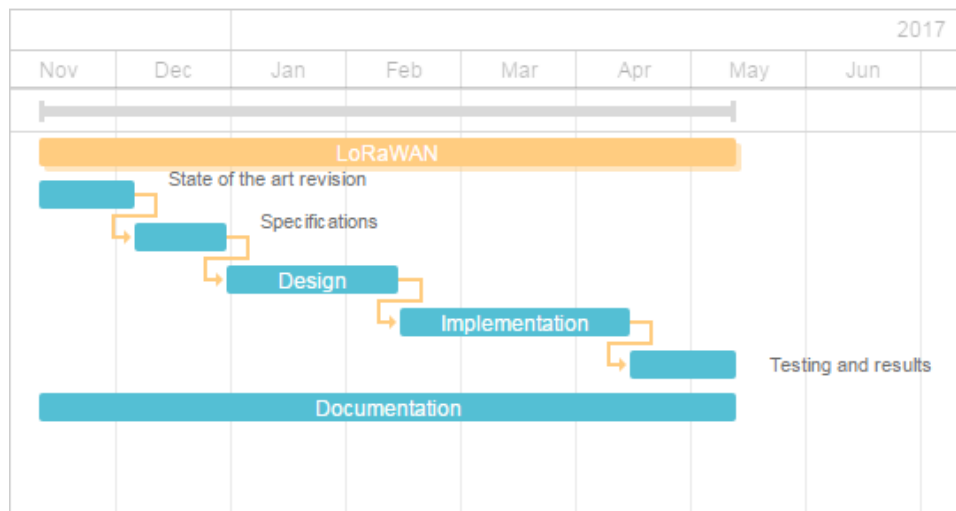 2017
Nov Dec Jan Feb Mar Apr May Jun
LoRaWAN
State of the art revision
Specifications
Design
Implementation
Testing and results
Documentation